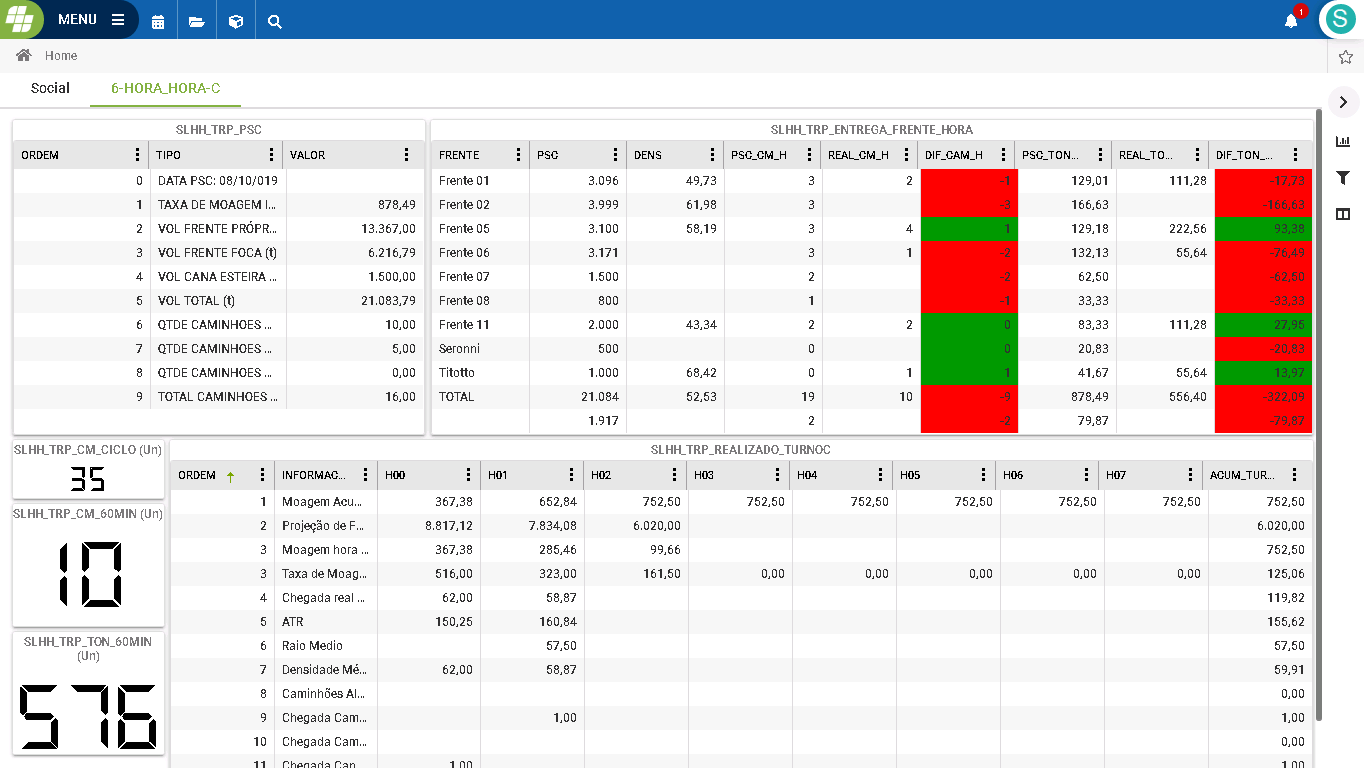 MENU
1
S
Home
Social 6-HORA_HORA-C
SLHH_TRP_PSC
ORDEM TIPO VALOR
0 DATA PSC: 08/10/019
1 TAXA DE MOAGEM I... 878,49
2 VOL FRENTE PRÓPR... 13.367,00
3 VOL FRENTE FOCA (t) 6.216,79
4 VOL CANA ESTEIRA ... 1.500,00
5 VOL TOTAL (t) 21.083,79
6 QTDE CAMINHOES ... 10,00
7 QTDE CAMINHOES ... 5,00
8 QTDE CAMINHOES ... 0,00
9 TOTAL CAMINHOES ... 16,00
SLHH_TRP_ENTREGA_FRENTE_HORA
FRENTE PSC DENS PSC_CM_H REAL_CM_H DIF_CAM_H PSC_TON... REAL_TO... DIF_TON_...
Frente 01 3.096 49,73 3 2 -1 129,01 111,28 -17,73
Frente 02 3.999 61,98 3 -3 166,63 -166,63
Frente 05 3.100 58,19 3 4 1 129,18 222,56 93,38
Frente 06 3.171 3 1 -2 132,13 55,64 -76,49
Frente 07 1.500 2 -2 62,50 -62,50
Frente 08 800 1 -1 33,33 -33,33
Frente 11 2.000 43,34 2 2 0 83,33 111,28 27,96
Seronni 500 0 0 20,83 -20,83
Titotto 1.000 68,42 0 1 1 41,67 55,64 13,97
TOTAL 21.084 52,53 19 10 -9 878,49 556,40 -322,09
1.917 2 -2 79,87 -79,87
SLHH_TRP_CM_CICLO (Un)
35
SLHH_TRP_CM_60MIN (Un)
10
SLHH_TRP_TON_60MIN
(Un)
576
SLHH_TRP_REALIZADO_TURNOC
ORDEM INFORMAC... H00 H01 H02 H03 H04 H05 H06 H07 ACUM_TUR...
1 Moagem Acu... 367,38 652,84 752,50 752,50 752,50 752,50 752,50 752,50 752,50
2 Projeção de F... 8.817,12 7.834,08 6.020,00 6.020,00
3 Moagem hora ... 367,38 285,46 99,66 752,50
3 Taxa de Moag... 516,00 323,00 161,50 0,00 0,00 0,00 0,00 0,00 125,06
4 Chegada real ... 62,00 58,87 119,82
5 ATR 150,25 160,84 155,62
6 Raio Medio 57,50 57,50
7 Densidade Mé... 62,00 58,87 59,91
8 Caminhões Al... 0,00
9 Chegada Cam... 1,00 1,00
10 Chegada Cam... 0,00
11 Chegada Can... 1,00 1,00